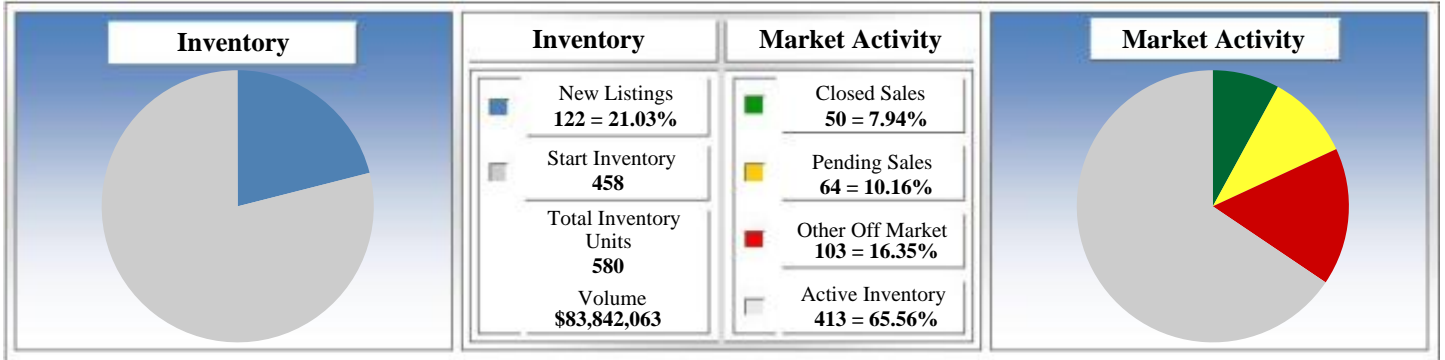 Inventory
Inventory
New Listings
122 = 21.03%
Start Inventory
458
Total Inventory
Units
580
Volume
$83,842,063
Market Activity
Closed Sales
50 = 7.94%
Pending Sales
64 = 10.16%
Other Off Market
103 = 16.35%
Active Inventory
413 = 65.56%
Market Activity